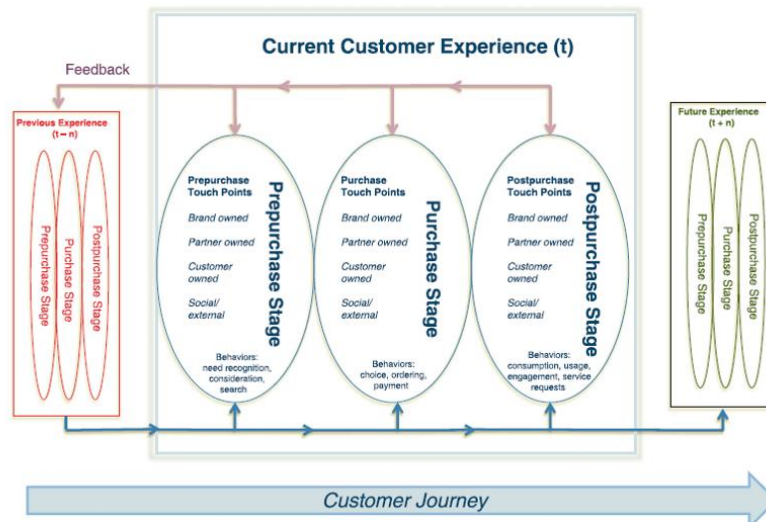 Current Customer Experience (t)
Feedback
Previous Experience
(t – n)
Prepurchase Stage
Purchase Stage
Postpurchase Stage
Prepurchase
Touch Points
Brand owned
Partner owned
Customer
owned
Social/
external
Behaviors:
need recognition,
consideration,
search
Prepurchase Stage
Purchase
Touch Points
Brand owned
Partner owned
Customer
owned
Social/
external
Behaviors:
choice, ordering,
payment
Purchase Stage
Postpurchase
Touch Points
Brand owned
Partner owned
Customer
owned
Social/
external
Behaviors:
consumption, usage,
engagement, service
requests
Postpurchase Stage
Future Experience
(t + n)
Prepurchase Stage
Purchase Stage
Postpurchase Stage
Customer Journey